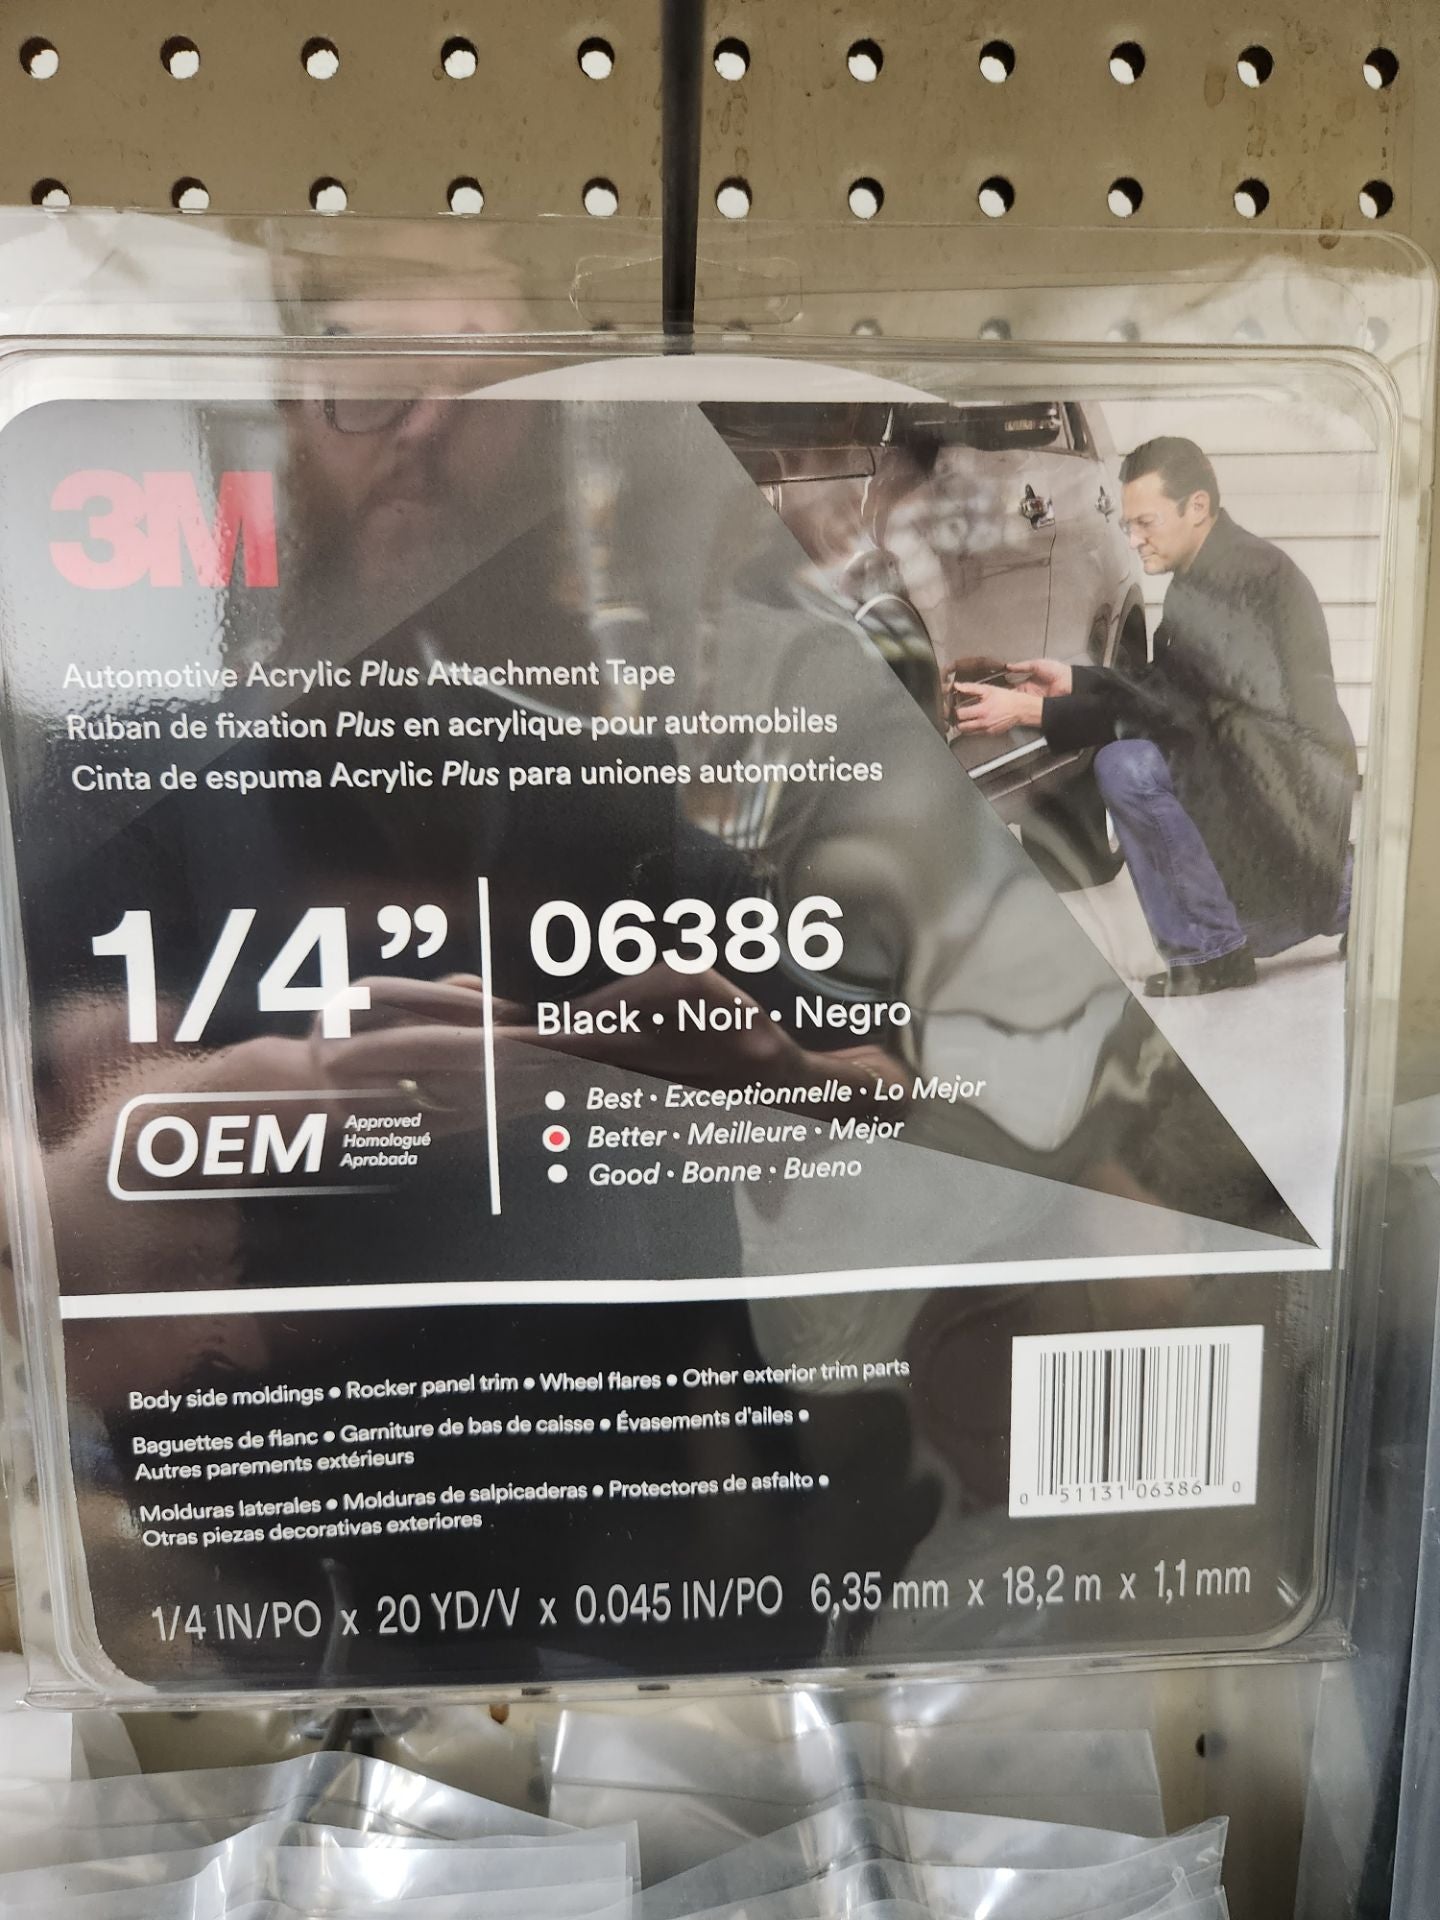 3M
Automotive Acrylic Plus Attachment Tape
Ruban de fixation Plus en acrylique pour automobiles
Cinta de espuma Acrylic Plus para uniones automotrices
1/4”
OEM
Approved
Homologué
Aprobada
06386
Black • Noir • Negro
Best • Exceptionnelle • Lo Mejor
Better • Meilleure • Mejor
Good • Bonne • Bueno
Body side moldings ● Rocker panel trim ● Wheel flares ● Other exterior trim parts
Baguettes de flanc ● Garniture de bas de caisse ● Évasements d'ailes ●
Autres parements extérieurs
Molduras laterales ● Molduras de salpicaderas ● Protectores de asfalto ●
Otras piezas decorativas exteriores
0 51131 06386 0
1/4 IN/PO x 20 YD/V x 0.045 IN/PO 6,35 mm x 18,2 m x 1,1 mm